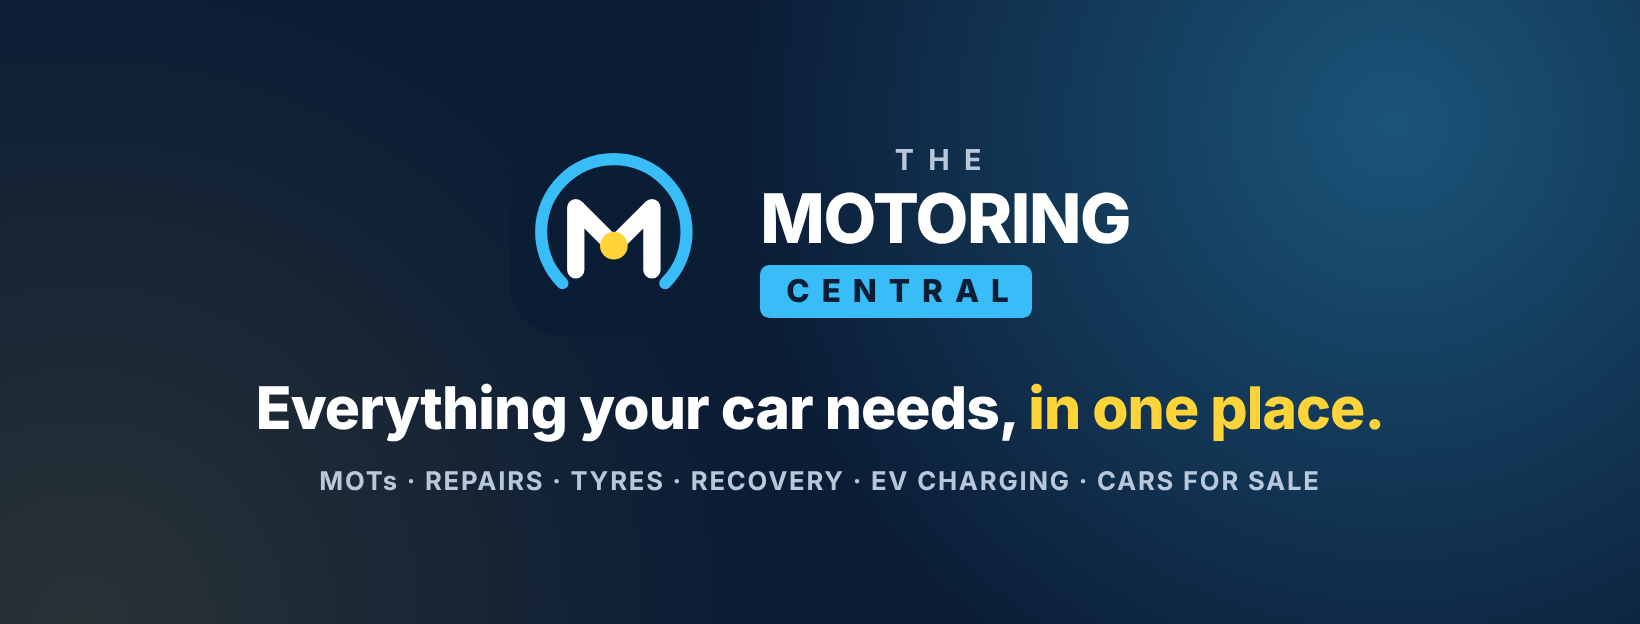 M
THE
MOTORING
CENTRAL
Everything your car needs, in one place.
MOTs · REPAIRS · TYRES · RECOVERY · EV CHARGING · CARS FOR SALE